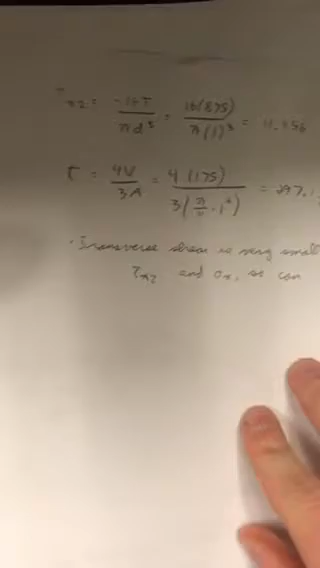 τxz = -16T / πd³ = 16(875) / π(1)³ = 4.456
τ = 4V / 3A = 4(175) / 3(π/4 · 1²) = 297.1
· Transverse shear is very small
τxz and σx, so can